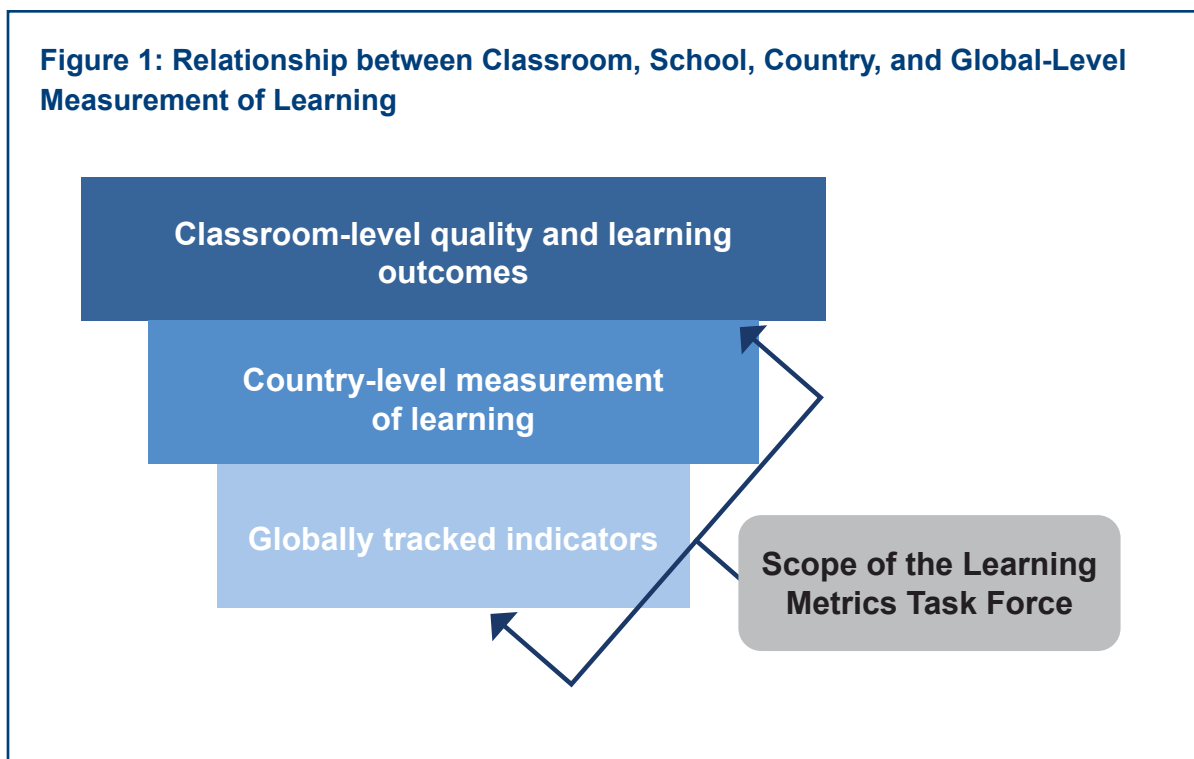 Figure 1: Relationship between Classroom, School, Country, and Global-Level
Measurement of Learning
Classroom-level quality and learning
outcomes
Country-level measurement
of learning
Globally tracked indicators
Scope of the Learning
Metrics Task Force